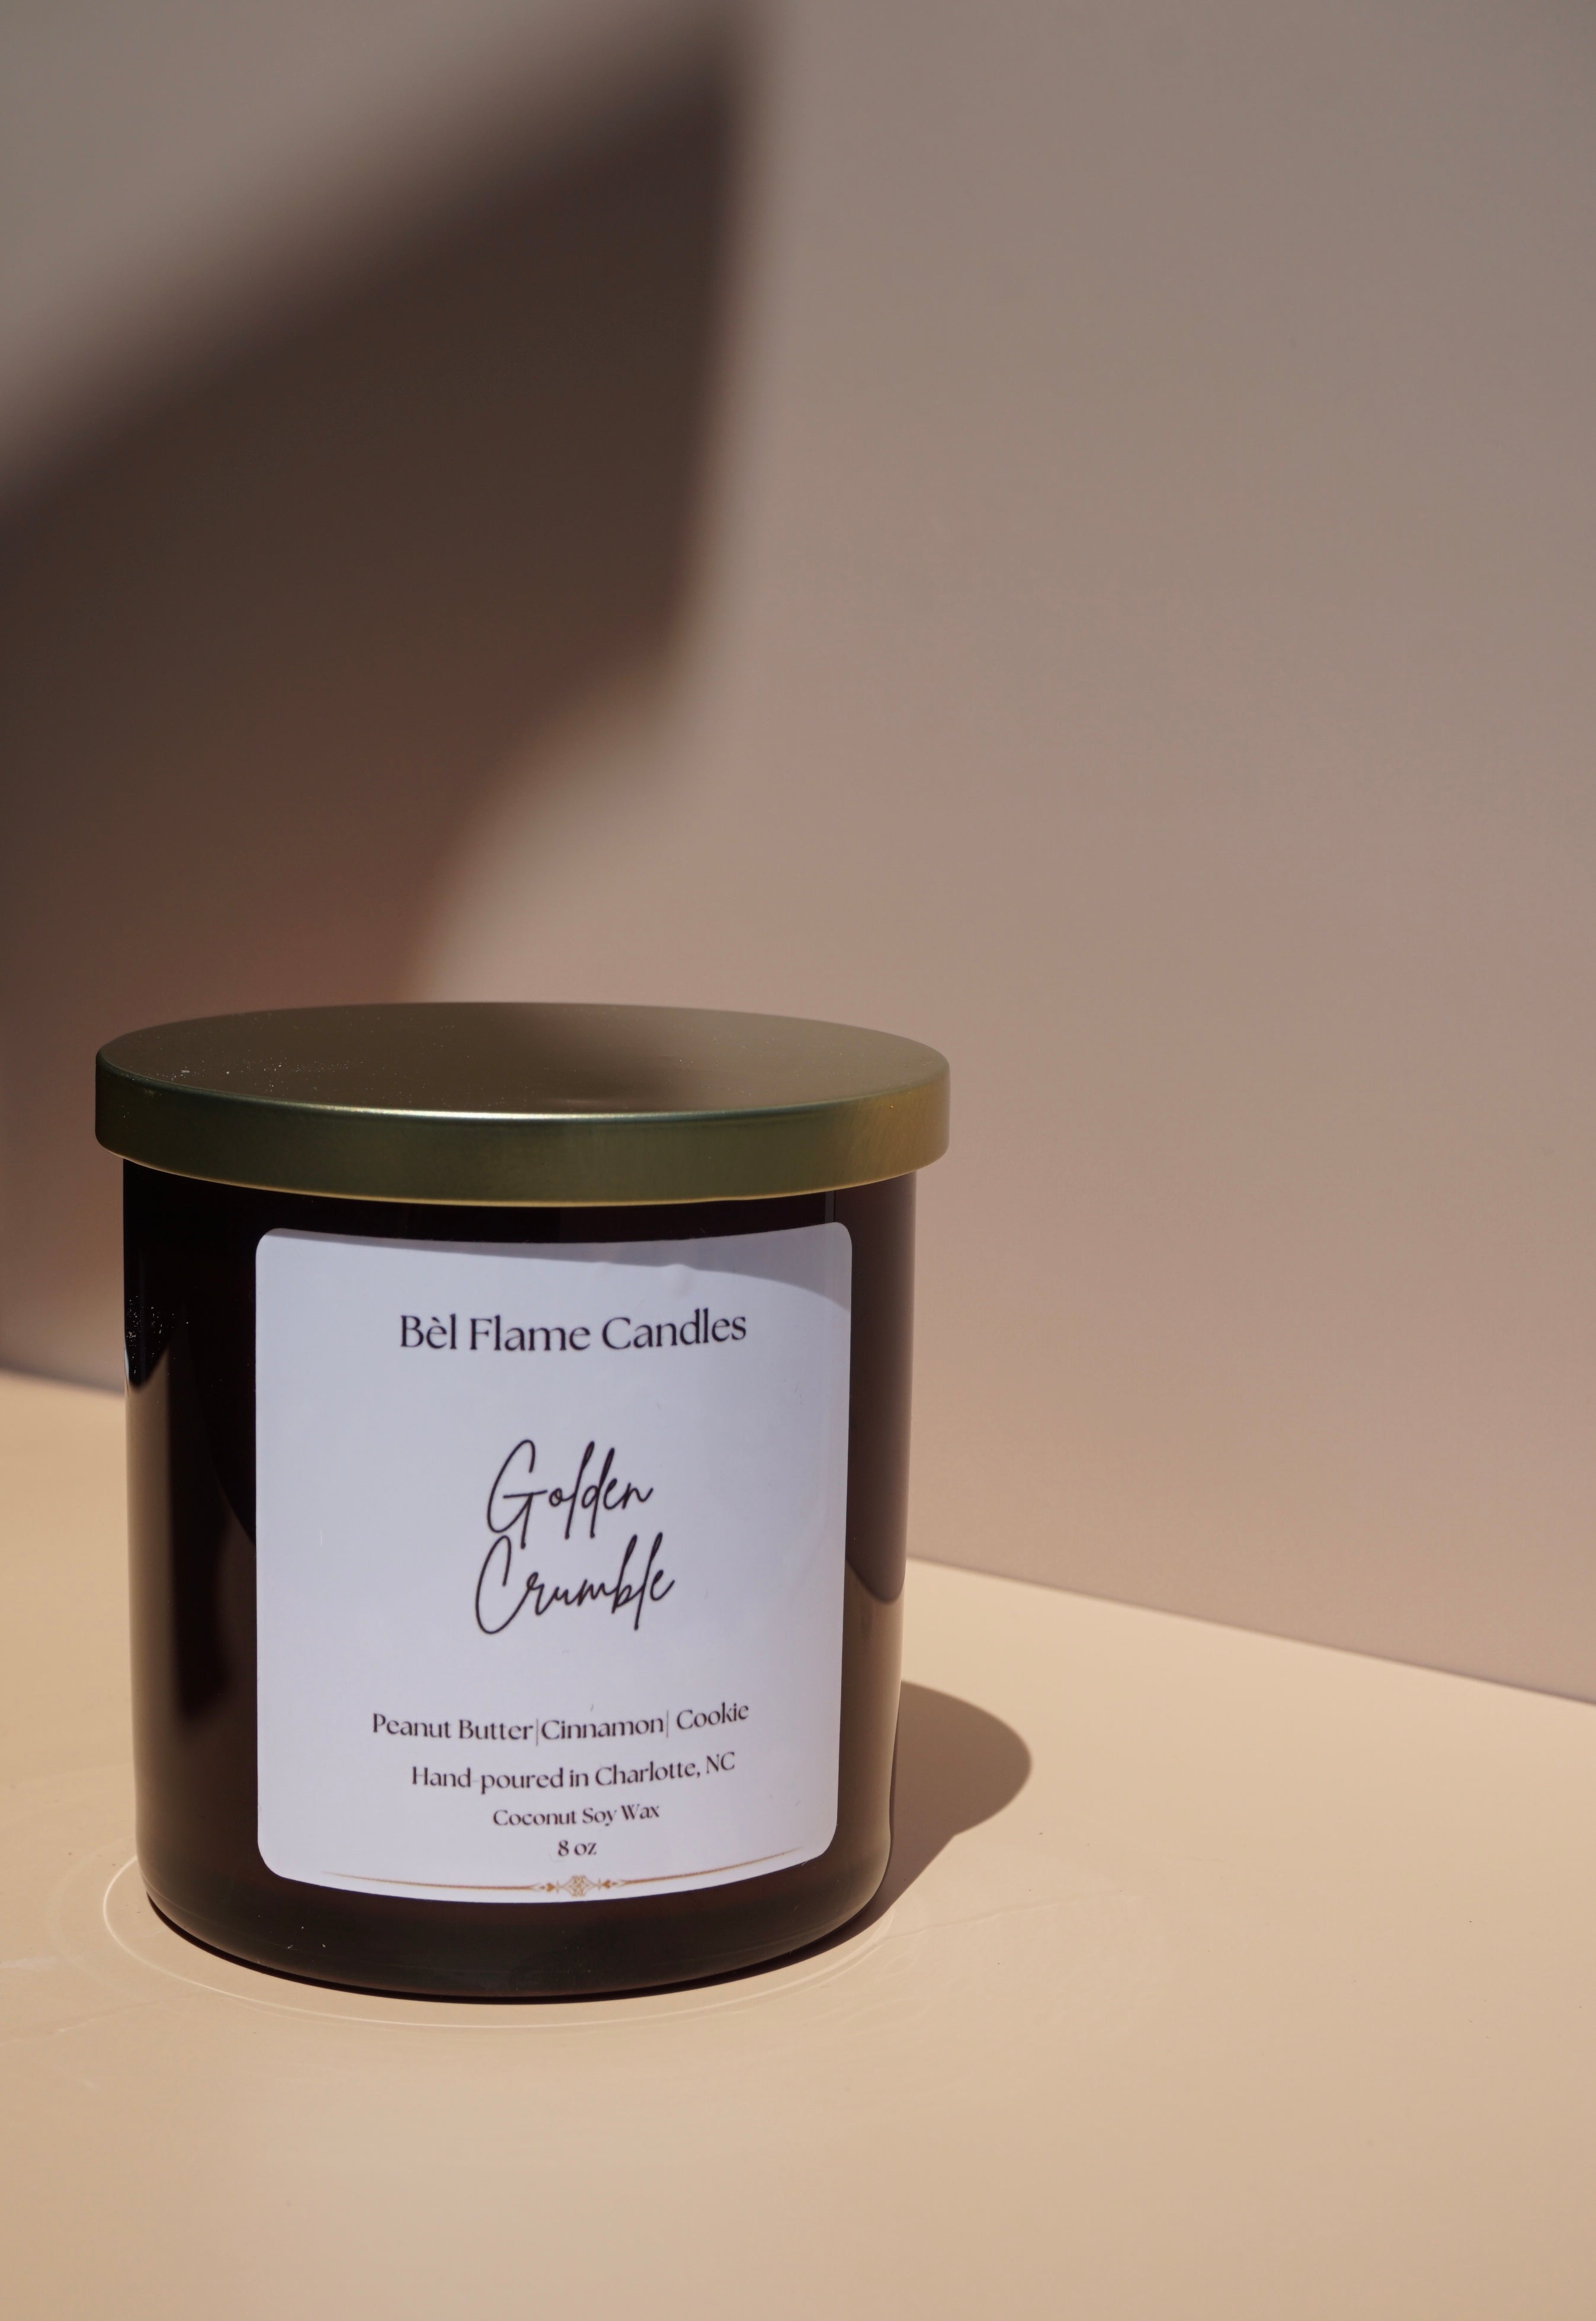 Bèl Flame Candles
Golden
Crumble
Peanut Butter|Cinnamon| Cookie
Hand-poured in Charlotte, NC
Coconut Soy Wax
8 oz